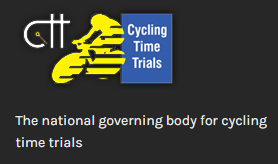 ctt
Cycling
Time
Trials
The national governing body for cycling
time trials